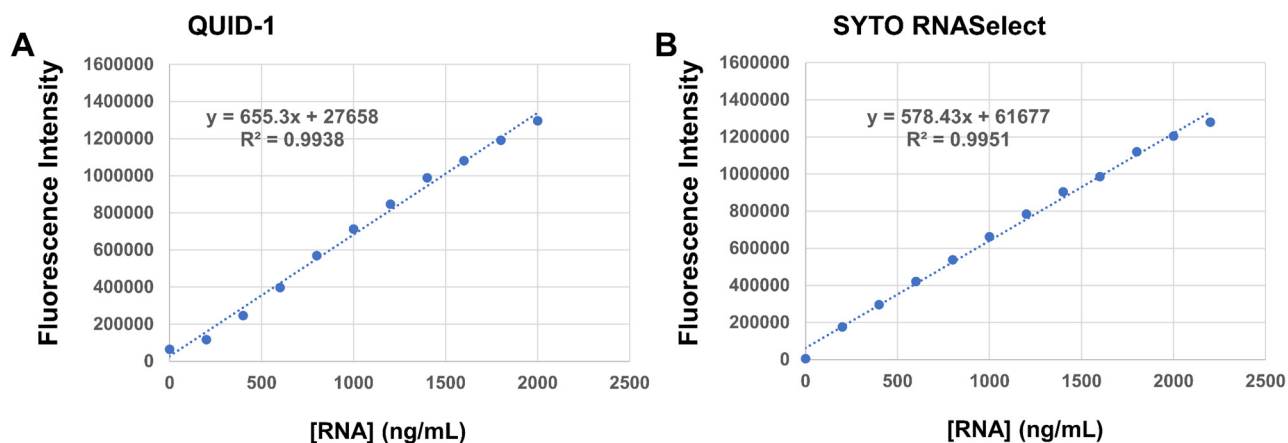 A
QUID-1
Fluorescence Intensity
1600000
1400000
1200000
1000000
800000
600000
400000
200000
0
y = 655.3x + 27658
R² = 0.9938
0 500 1000 1500 2000 2500
[RNA] (ng/mL)
B
SYTO RNASelect
Fluorescence Intensity
1600000
1400000
1200000
1000000
800000
600000
400000
200000
0
y = 578.43x + 61677
R² = 0.9951
0 500 1000 1500 2000 2500
[RNA] (ng/mL)